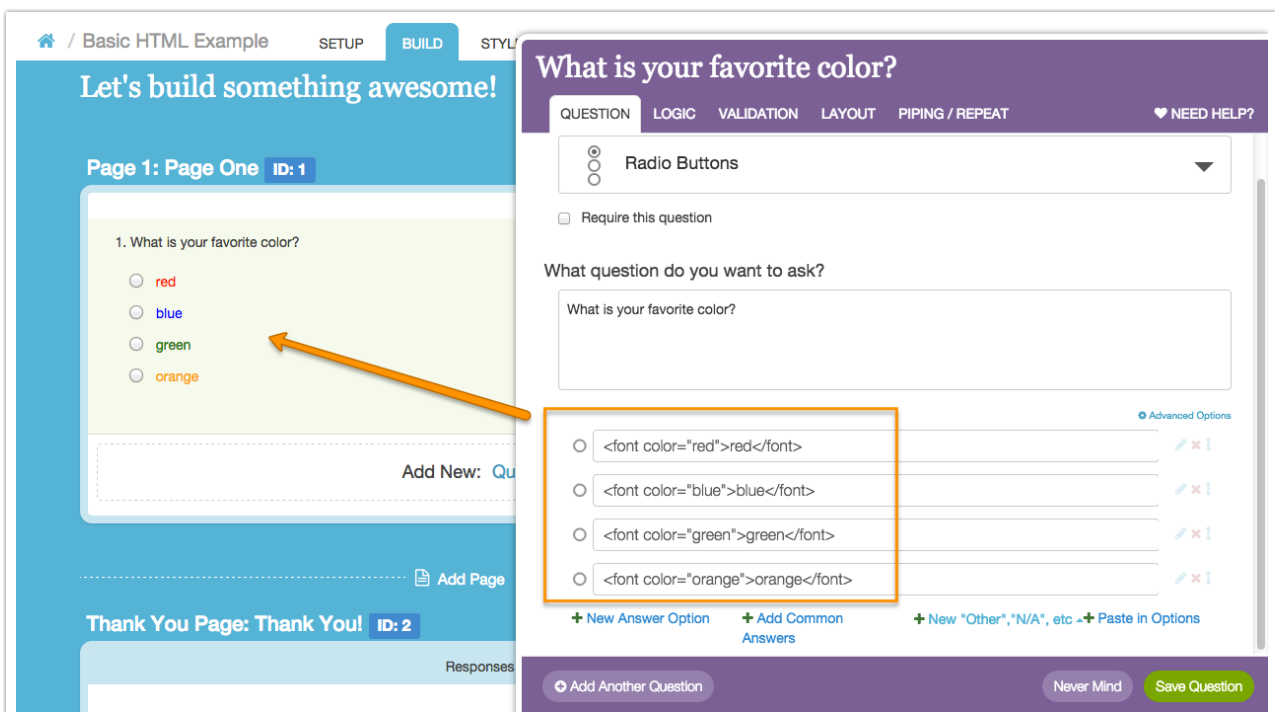 / Basic HTML Example
SETUP
BUILD
STYL
Let's build something awesome!
Page 1: Page One ID: 1
1. What is your favorite color?
red
blue
green
orange
Add New: Qu
Add Page
Thank You Page: Thank You! ID: 2
Responses
What is your favorite color?
QUESTION
LOGIC
VALIDATION
LAYOUT
PIPING / REPEAT
NEED HELP?
Radio Buttons
Require this question
What question do you want to ask?
What is your favorite color?
Advanced Options
<font color="red">red</font>
<font color="blue">blue</font>
<font color="green">green</font>
<font color="orange">orange</font>
New Answer Option
Add Common
Answers
New "Other","N/A", etc
Paste in Options
Add Another Question
Never Mind
Save Question